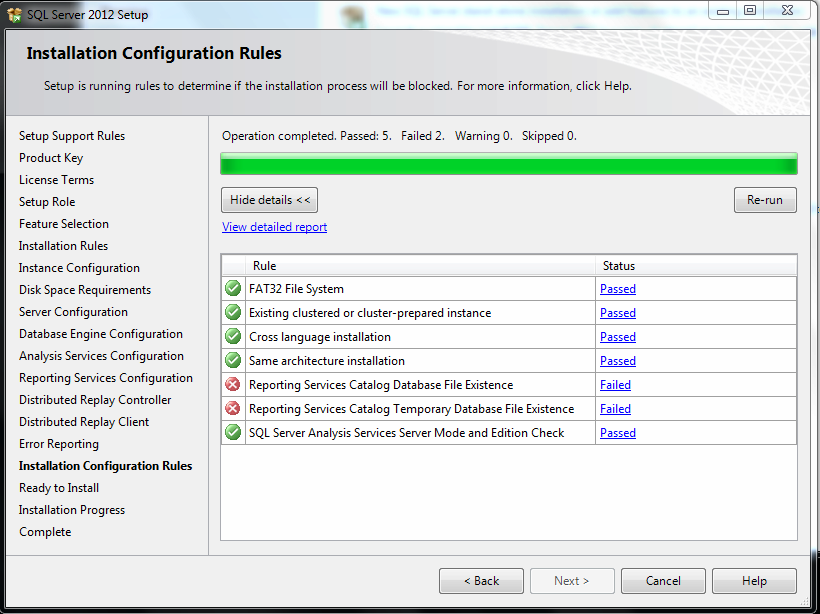 SQL Server 2012 Setup
Installation Configuration Rules
Setup is running rules to determine if the installation process will be blocked. For more information, click Help.
Setup Support Rules
Product Key
License Terms
Setup Role
Feature Selection
Installation Rules
Instance Configuration
Disk Space Requirements
Server Configuration
Database Engine Configuration
Analysis Services Configuration
Reporting Services Configuration
Distributed Replay Controller
Distributed Replay Client
Error Reporting
Installation Configuration Rules
Ready to Install
Installation Progress
Complete
Operation completed. Passed: 5. Failed 2. Warning 0. Skipped 0.
Hide details <<
Re-run
View detailed report
Rule Status
FAT32 File System Passed
Existing clustered or cluster-prepared instance Passed
Cross language installation Passed
Same architecture installation Passed
Reporting Services Catalog Database File Existence Failed
Reporting Services Catalog Temporary Database File Existence Failed
SQL Server Analysis Services Server Mode and Edition Check Passed
< Back Next > Cancel Help